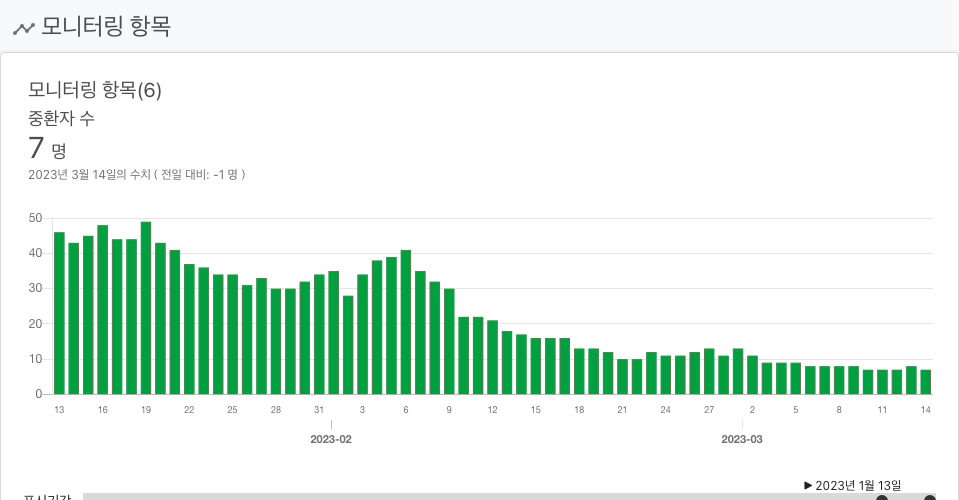 모니터링 항목
모니터링 항목(6)
중환자 수
7 명
2023년 3월 14일의 수치 ( 전일 대비: -1 명 )
50
40
30
20
10
0
13 16 19 22 25 28 31 3 6 9 12 15 18 21 24 27 2 5 8 11 14
2023-02 2023-03
▶ 2023년 1월 13일
표시기간